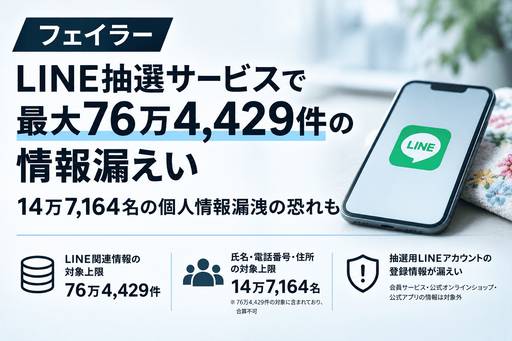 フェイラー
LINE抽選サービスで
最大76万4,429件の
情報漏えい
14万7,164名の個人情報漏洩の恐れも
LINE
LINE関連情報の
対象上限
76万4,429件
氏名・電話番号・住所
の対象上限
14万7,164名
※ 76万4,429件の対象に含まれており、
合算不可
抽選用LINEアカウントの
登録情報が漏えい
会員サービス・公式オンラインショップ・
公式アプリの情報は対象外